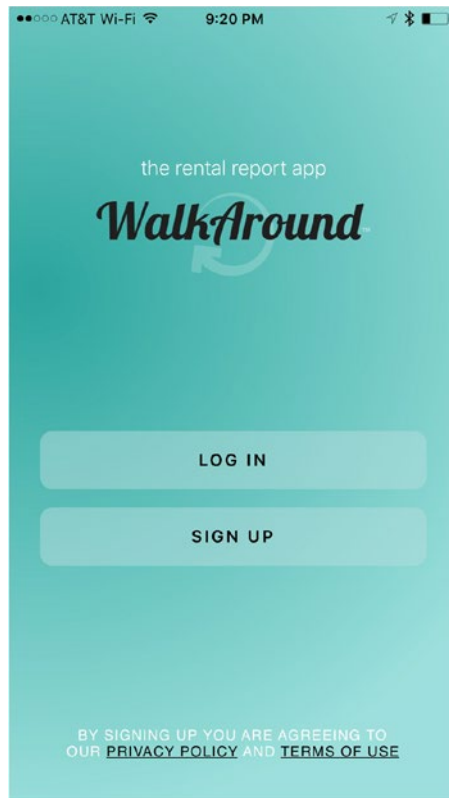 AT&T Wi-Fi 9:20 PM
the rental report app
WalkAround™
LOG IN
SIGN UP
BY SIGNING UP YOU ARE AGREEING TO
OUR PRIVACY POLICY AND TERMS OF USE